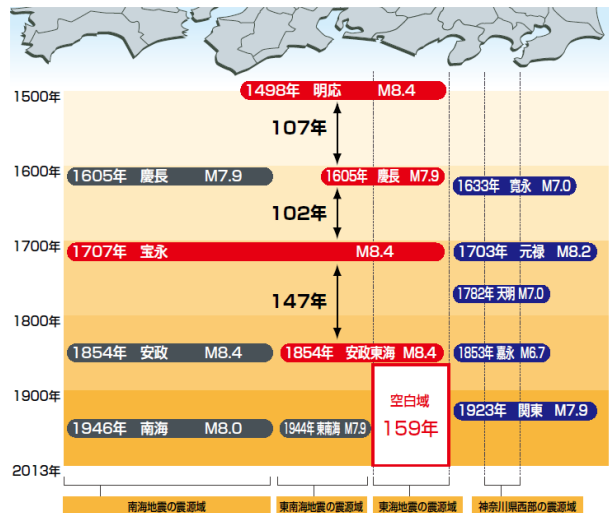 1498年 明応 M8.4
1500年
107年
1600年
1605年 慶長 M7.9
1605年 慶長 M7.9
1633年 寛永 M7.0
102年
1700年
1707年 宝永 M8.4
1703年 元禄 M8.2
1782年 天明 M7.0
147年
1800年
1854年 安政 M8.4
1854年 安政東海 M8.4
1853年 嘉永 M6.7
1900年
空白域
159年
1923年 関東 M7.9
1946年 南海 M8.0
1944年 東南海 M7.9
2013年
南海地震の震源域
東南海地震の震源域
東海地震の震源域
神奈川県西部の震源域